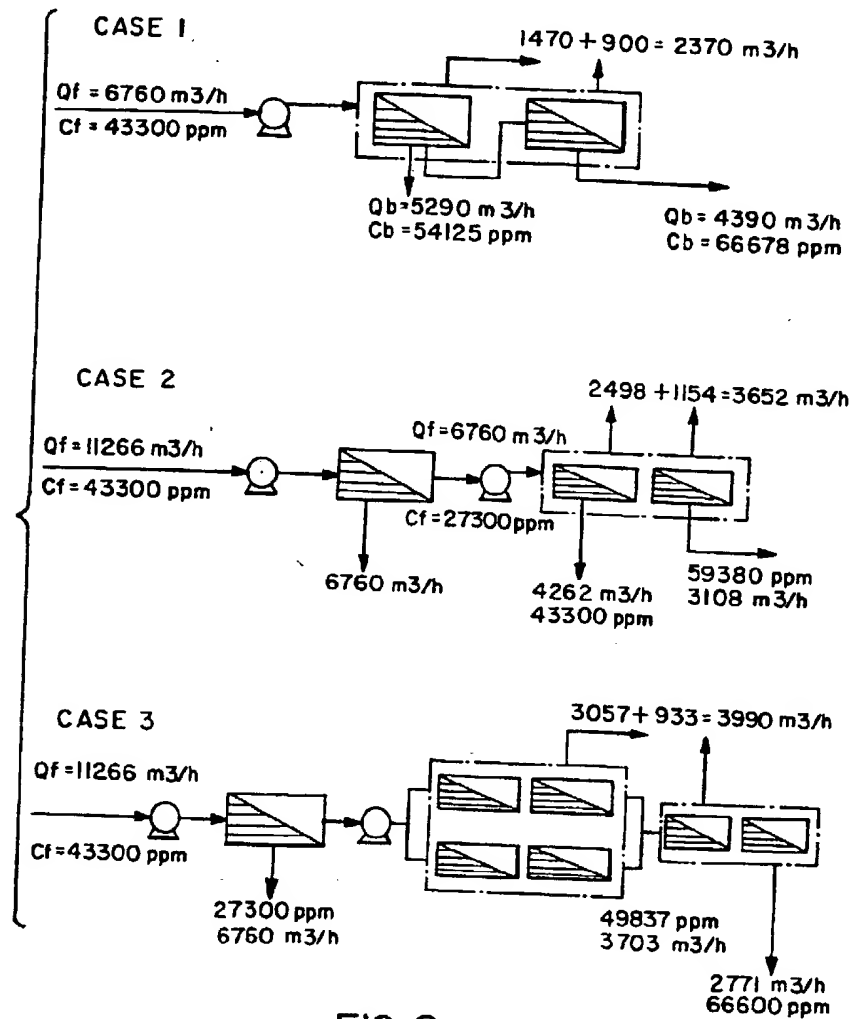 CASE 1
1470 + 900 = 2370 m3/h
Qf = 6760 m3/h
Cf = 43300 ppm
Qb = 5290 m3/h
Cb = 54125 ppm
Qb = 4390 m3/h
Cb = 66678 ppm
CASE 2
2498 + 1154 = 3652 m3/h
Qf = 11266 m3/h
Cf = 43300 ppm
Qf = 6760 m3/h
Cf = 27300 ppm
6760 m3/h
4262 m3/h
43300 ppm
59380 ppm
3108 m3/h
CASE 3
3057 + 933 = 3990 m3/h
Qf = 11266 m3/h
Cf = 43300 ppm
27300 ppm
6760 m3/h
49837 ppm
3703 m3/h
2771 m3/h
66600 ppm